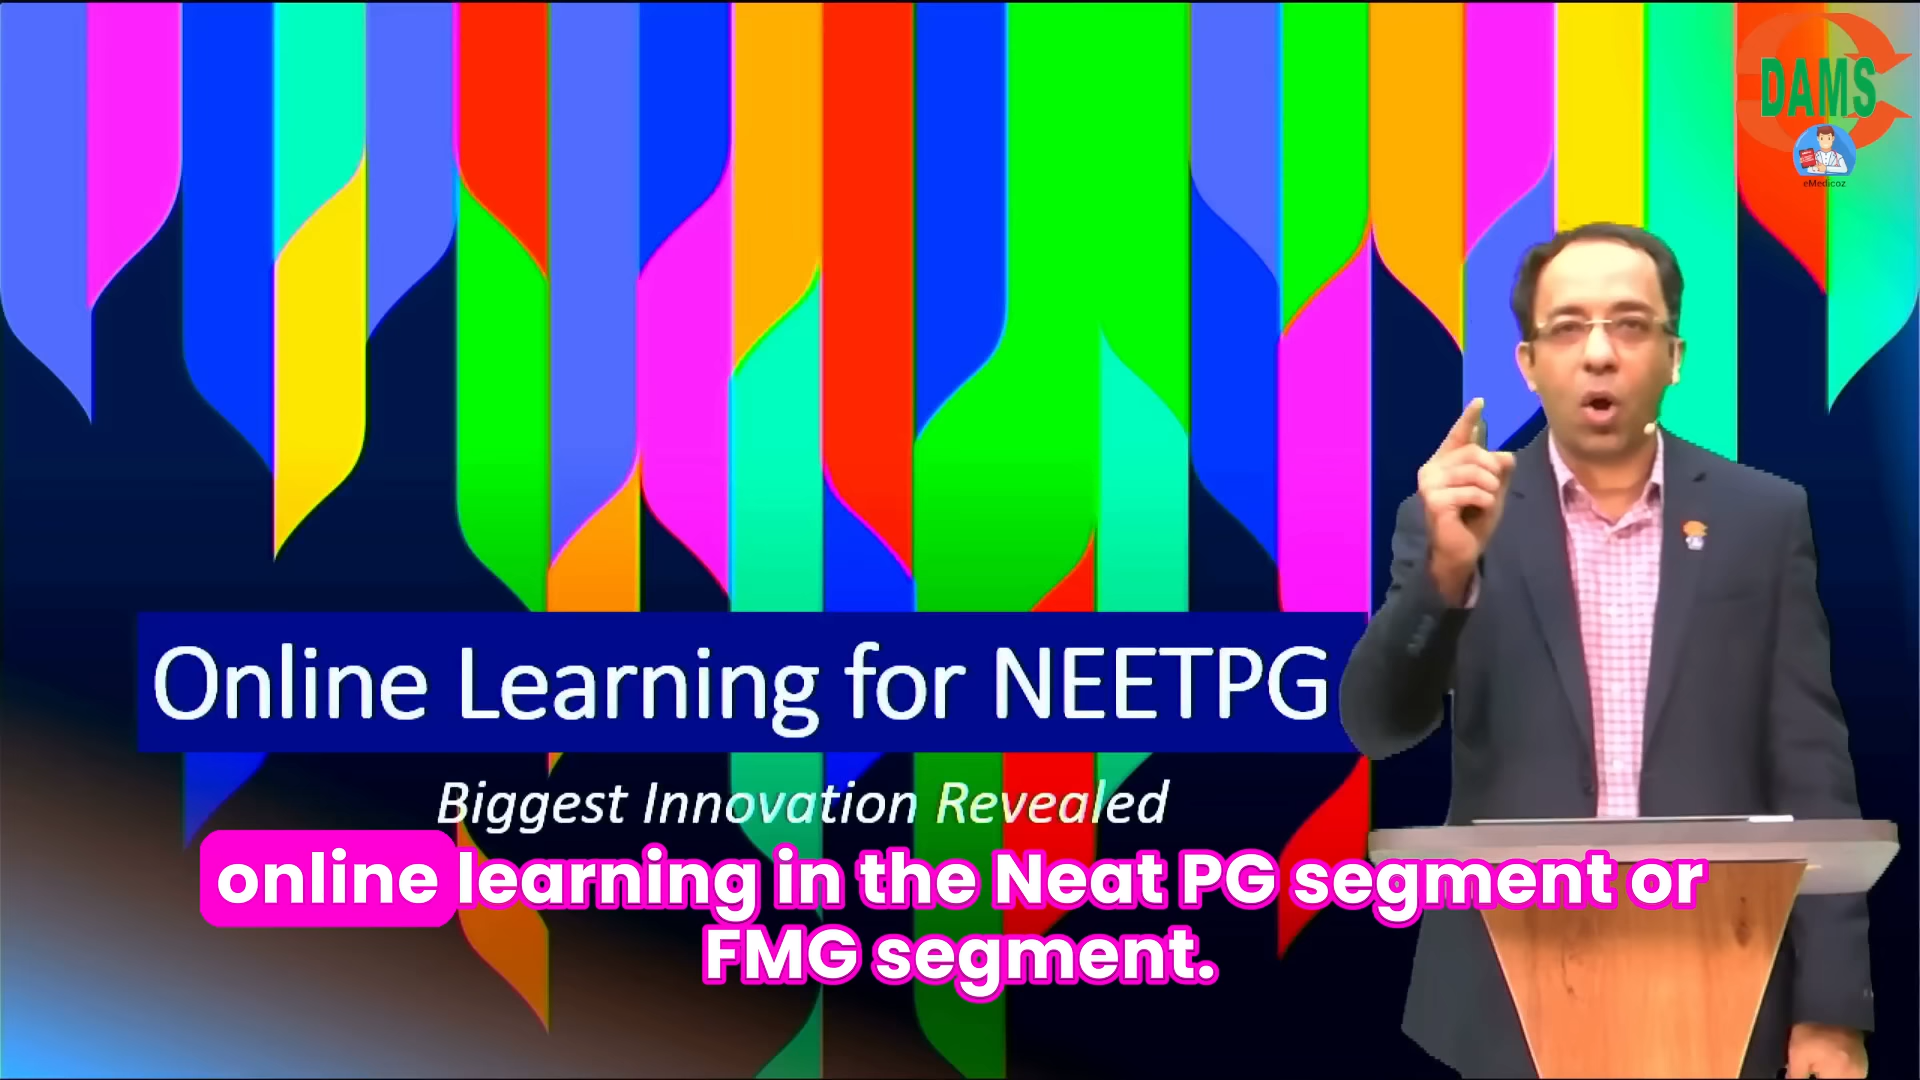 DAMS
eMedicoz
Online Learning for NEETPG
Biggest Innovation Revealed
online learning in the Neat PG segment or
FMG segment.